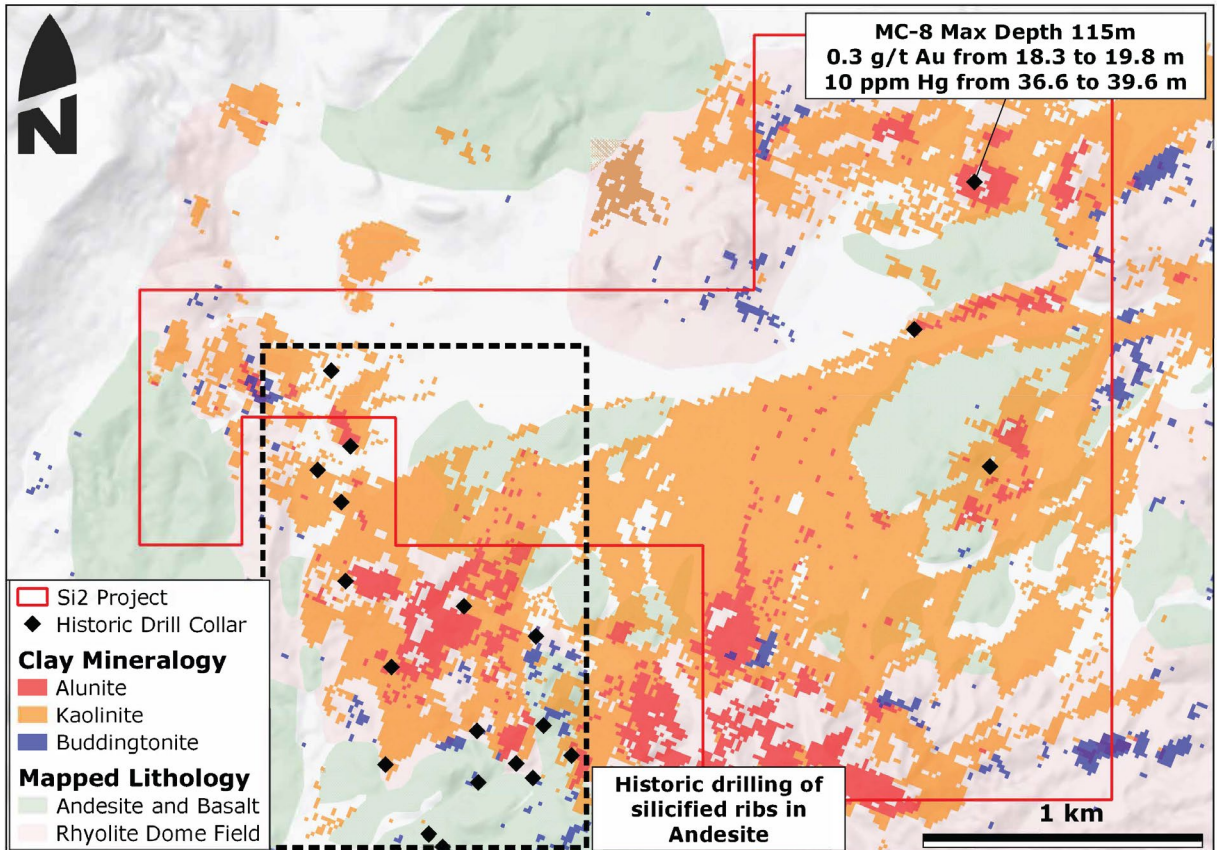 MC-8 Max Depth 115m
0.3 g/t Au from 18.3 to 19.8 m
10 ppm Hg from 36.6 to 39.6 m
N
Si2 Project
Historic Drill Collar
Clay Mineralogy
Alunite
Kaolinite
Buddingtonite
Mapped Lithology
Andesite and Basalt
Rhyolite Dome Field
Historic drilling of
silicified ribs in
Andesite
1 km